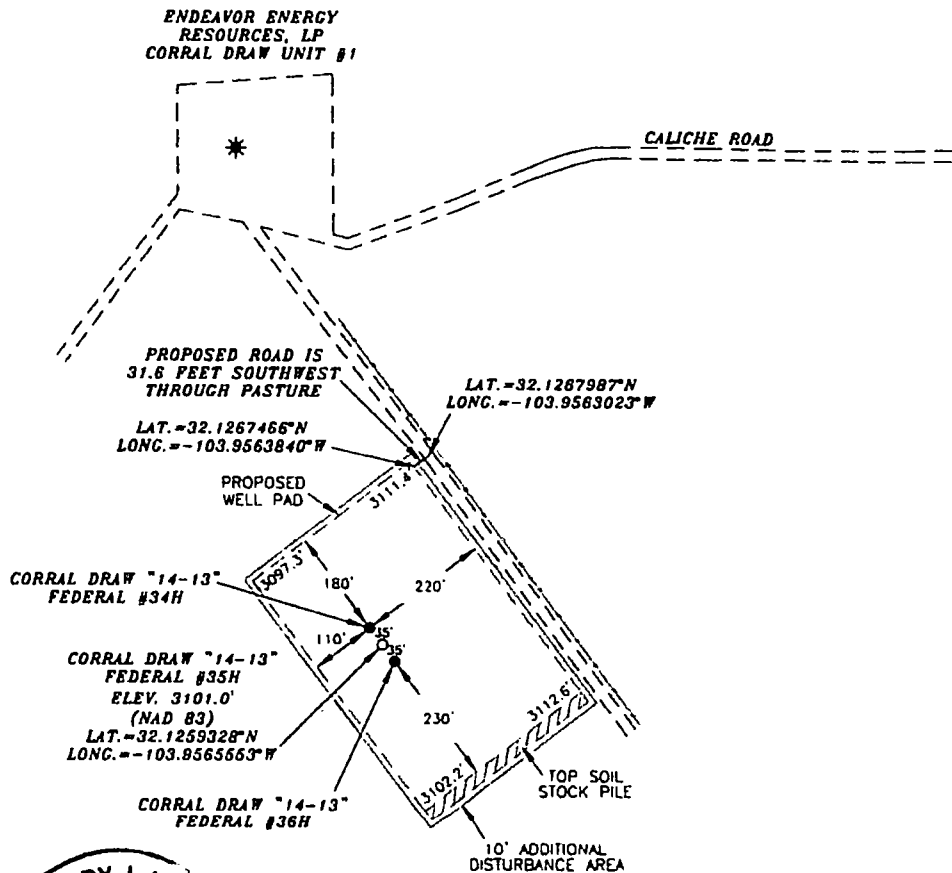 ENDEAVOR ENERGY
RESOURCES, LP
CORRAL DRAW UNIT #1
CALICHE ROAD
PROPOSED ROAD IS
31.6 FEET SOUTHWEST
THROUGH PASTURE
LAT.=32.1267987°N
LONG.=-103.9563023°W
LAT.=32.1267466°N
LONG.=-103.9563840°W
PROPOSED
WELL PAD
3111.4'
3097.3'
180'
220'
CORRAL DRAW "14-13"
FEDERAL #34H
110'
35'
35'
CORRAL DRAW "14-13"
FEDERAL #35H
ELEV. 3101.0'
(NAD 83)
LAT.=32.1259328°N
LONG.=-103.9565553°W
230'
3112.6'
3102.2'
TOP SOIL
STOCK PILE
CORRAL DRAW "14-13"
FEDERAL #36H
10' ADDITIONAL
DISTURBANCE AREA